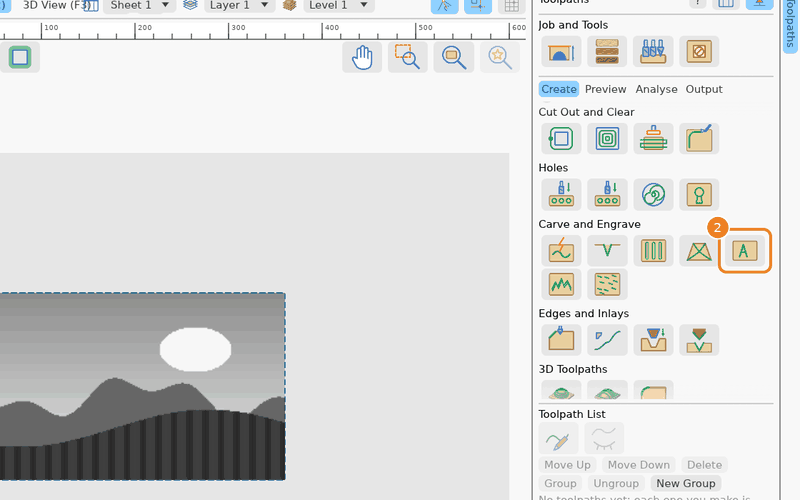 3D View (F3)
Sheet 1
Layer 1
Level 1
Toolpaths
?
Toolpaths
100
200
300
400
500
600
Job and Tools
Create Preview Analyse Output
Cut Out and Clear
Holes
Carve and Engrave
2
A
Edges and Inlays
3D Toolpaths
Toolpath List
Move Up Move Down Delete
Group Ungroup New Group
No toolpaths yet: each one you make is